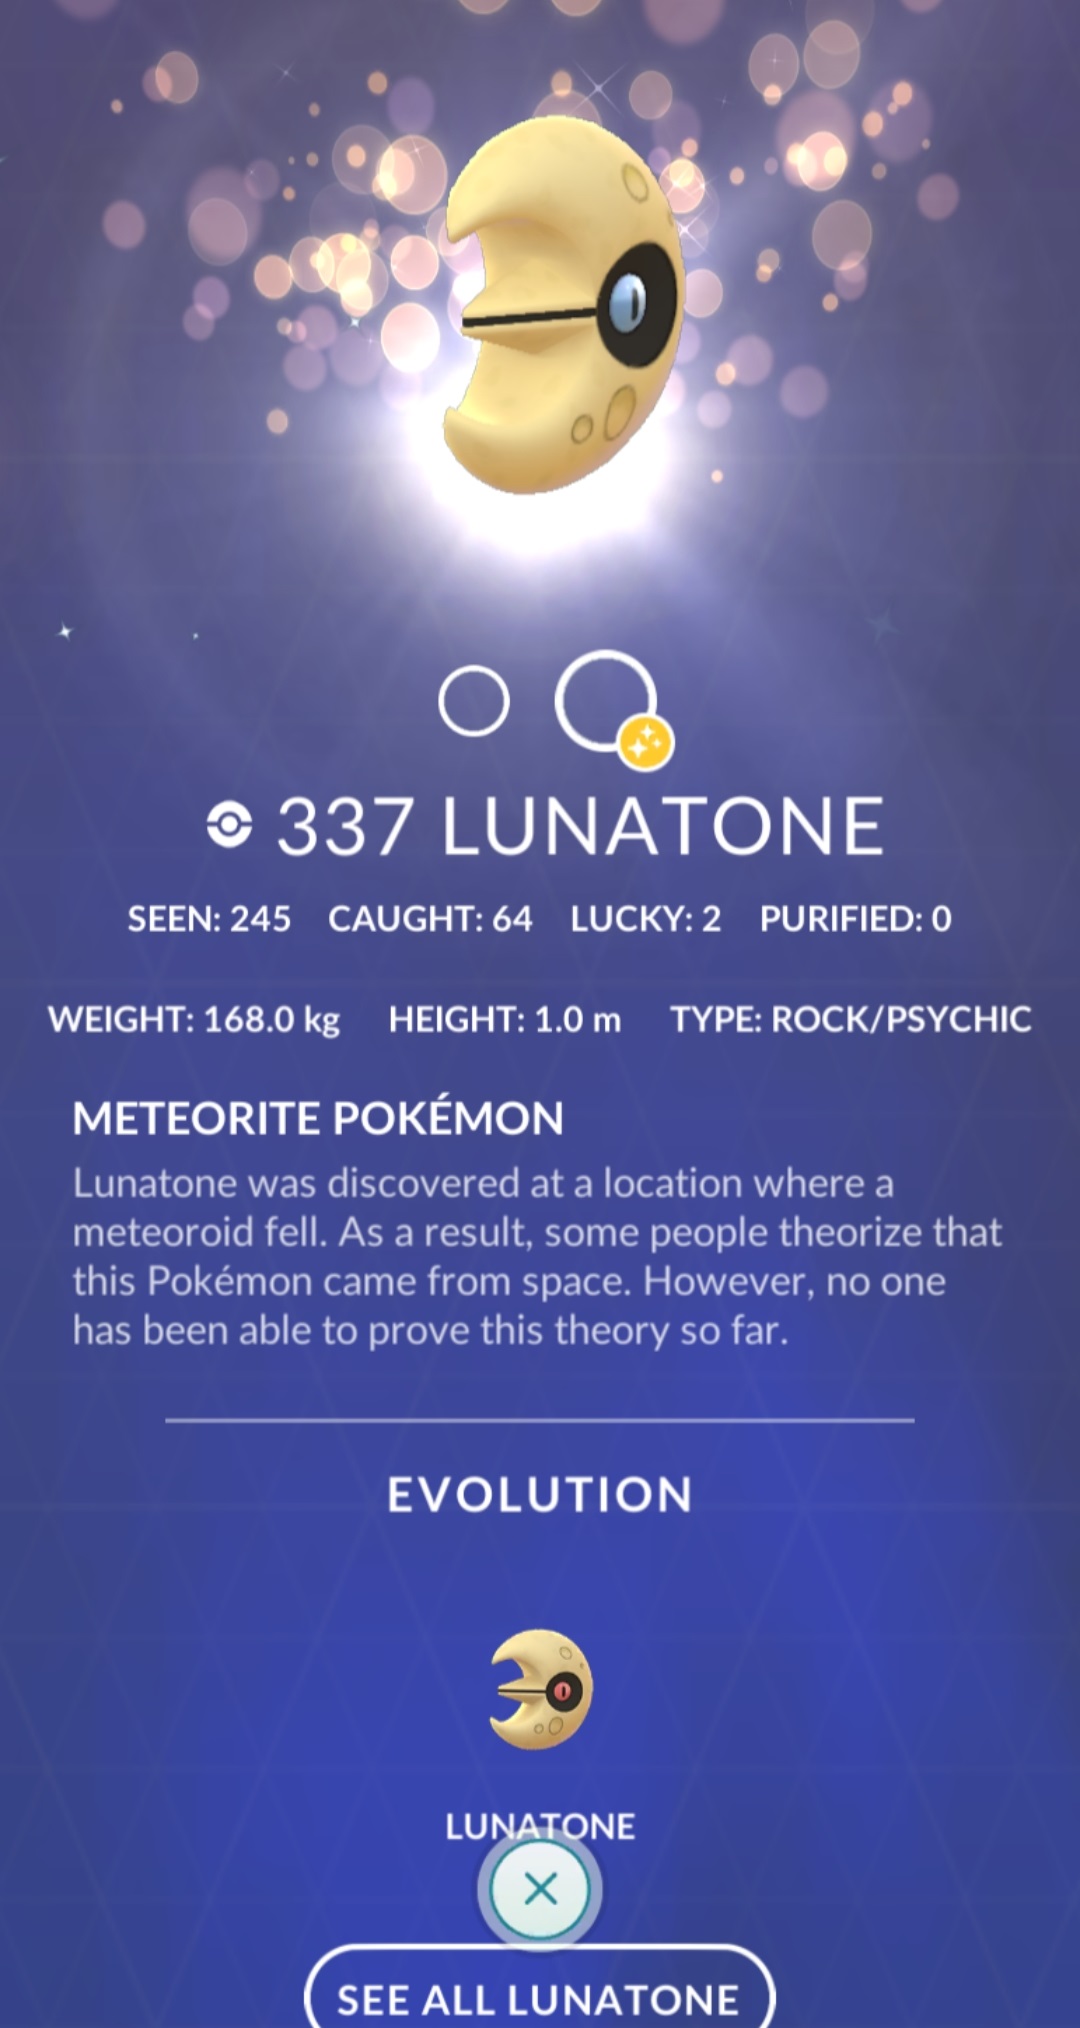 337 LUNATONE
SEEN: 245 CAUGHT: 64 LUCKY: 2 PURIFIED: 0
WEIGHT: 168.0 kg HEIGHT: 1.0 m TYPE: ROCK/PSYCHIC
METEORITE POKÉMON
Lunatone was discovered at a location where a
meteoroid fell. As a result, some people theorize that
this Pokémon came from space. However, no one
has been able to prove this theory so far.
EVOLUTION
LUNATONE
SEE ALL LUNATONE